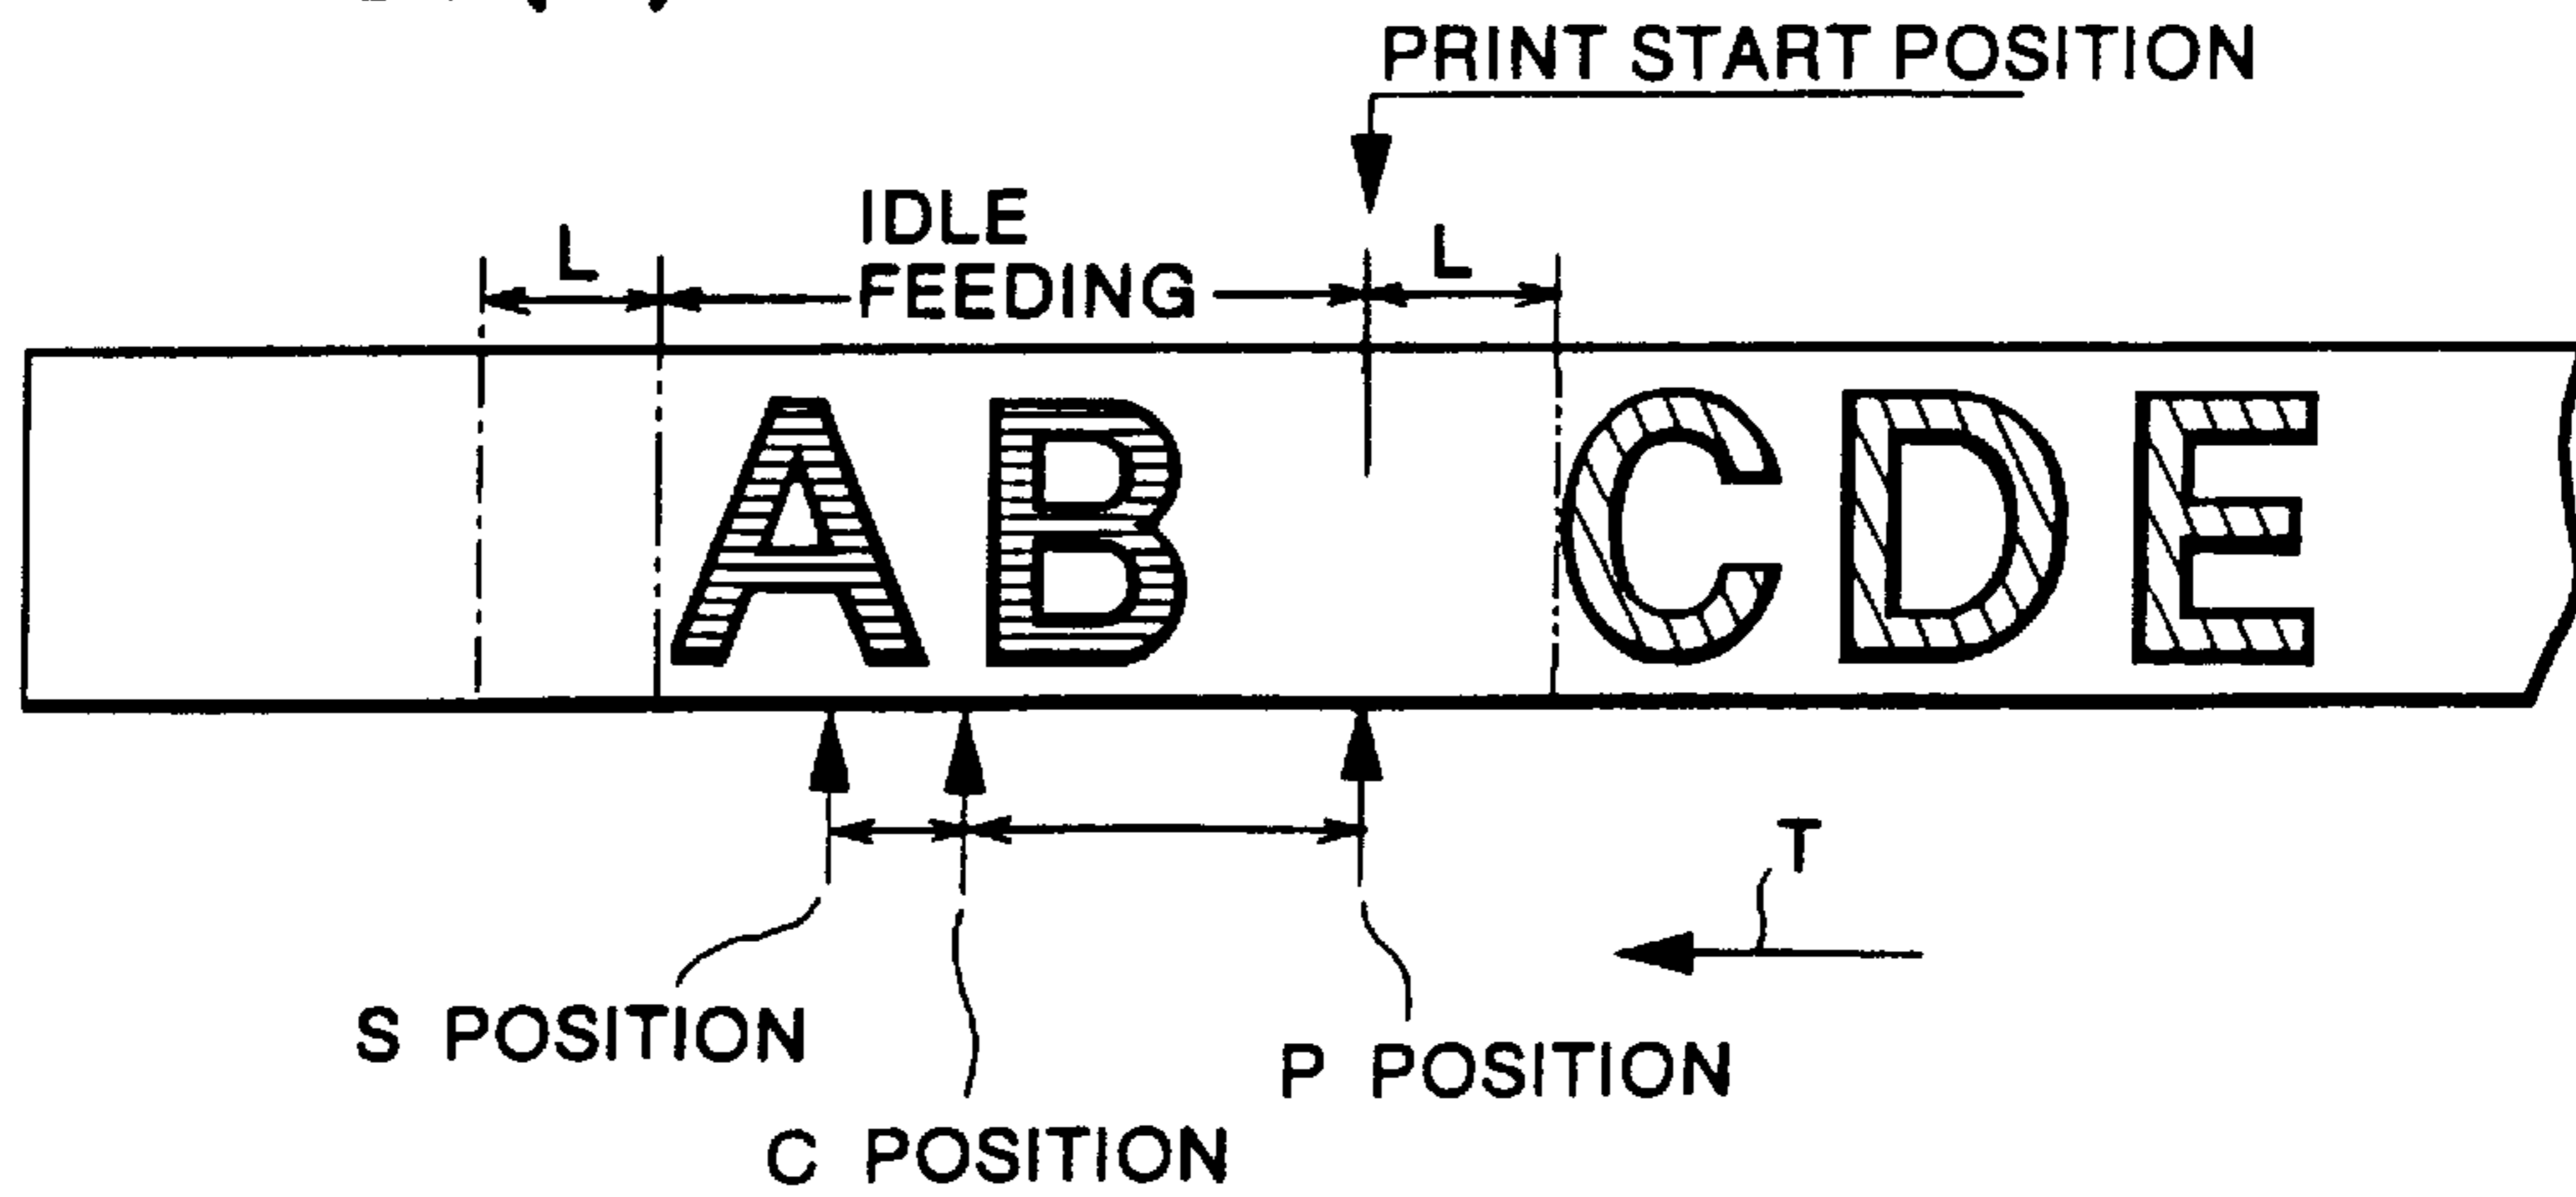 PRINT START POSITION
IDLE
FEEDING
L
L
AB
CDE
T
S POSITION
P POSITION
C POSITION